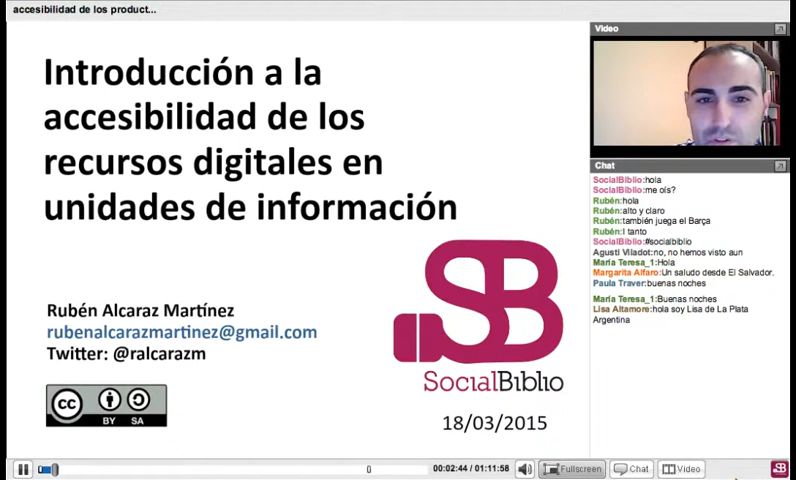 accesibilidad de los product...
Introducción a la
accesibilidad de los
recursos digitales en
unidades de información
Rubén Alcaraz Martínez
rubenalcarazmartinez@gmail.com
Twitter: @ralcarazm
cc
BY SA
SB
SocialBiblio
18/03/2015
Video
Chat
SocialBiblio:hola
SocialBiblio:me oís?
Rubén:hola
Rubén:alto y claro
Rubén:también juega el Barça
Rubén:I tanto
SocialBiblio:#socialbiblio
Agustí Viladot:no, no hemos visto aun
María Teresa_1:Hola
Margarita Alfaro:Un saludo desde El Salvador.
Paula Traver:buenas noches
María Teresa_1:Buenas noches
Lisa Altamore:hola soy Lisa de La Plata
Argentina
00:02:44 / 01:11:58
Fullscreen
Chat
Video
SB